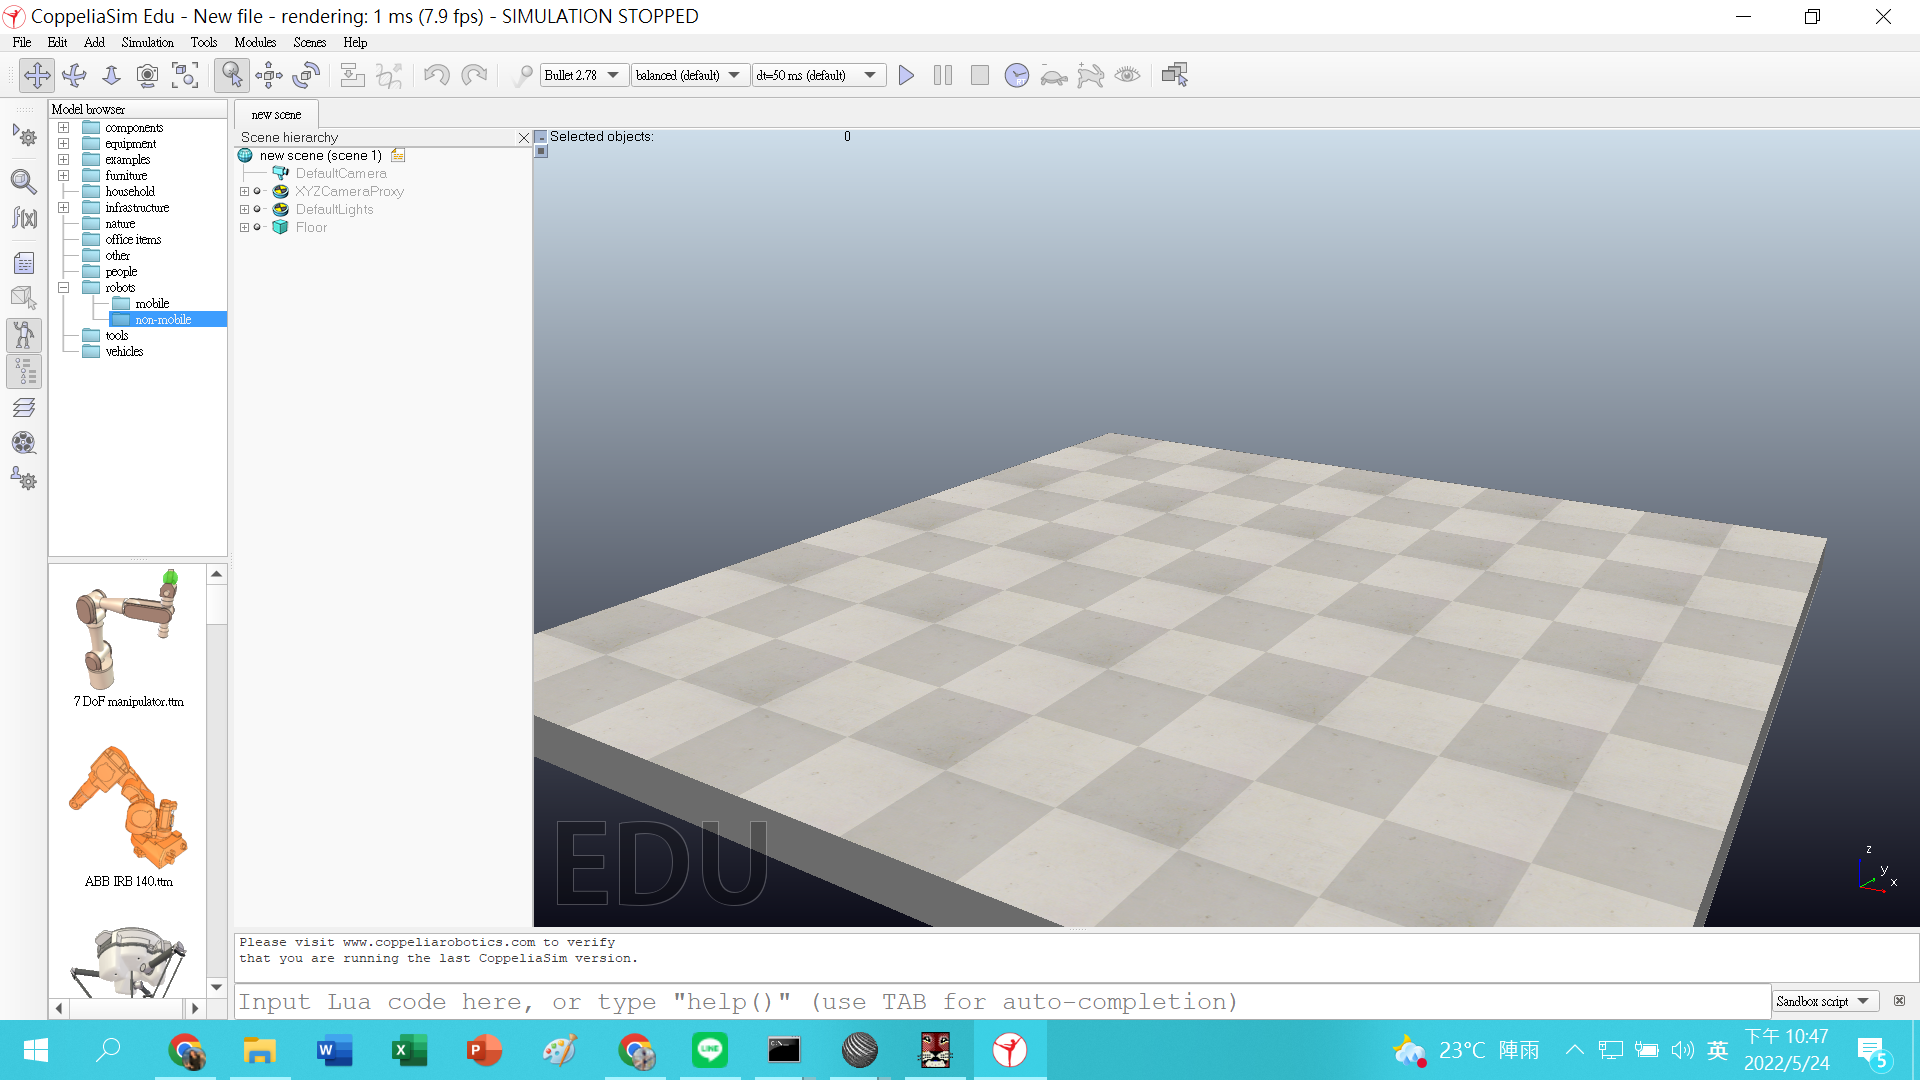 CoppeliaSim Edu - New file - rendering: 1 ms (7.9 fps) - SIMULATION STOPPED
File Edit Add Simulation Tools Modules Scenes Help
Bullet 2.78 balanced (default) dt=50 ms (default)
Model browser
components
equipment
examples
furniture
household
infrastructure
nature
office items
other
people
robots
mobile
non-mobile
tools
vehicles
7 DoF manipulator.ttm
ABB IRB 140.ttm
new scene
Scene hierarchy
new scene (scene 1)
DefaultCamera
XYZCameraProxy
DefaultLights
Floor
Selected objects: 0
EDU
z
y
x
Please visit www.coppeliarobotics.com to verify
that you are running the last CoppeliaSim version.
Input Lua code here, or type "help()" (use TAB for auto-completion)
Sandbox script
f(x)
W
X
P
LINE
C:\_
23°C 陣雨
英
下午 10:47
2022/5/24
5